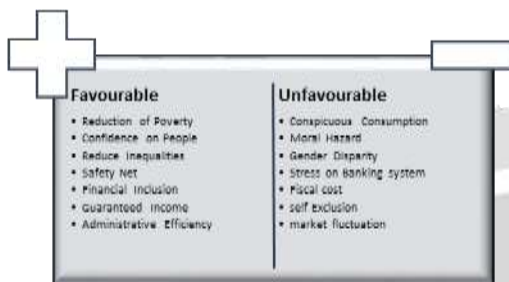 Favourable
• Reduction of Poverty
• Confidence on People
• Reduce Inequalities
• Safety Net
• Financial Inclusion
• Guaranteed Income
• Administrative Efficiency
Unfavourable
• Conspicuous Consumption
• Moral Hazard
• Gender Disparity
• Stress on Banking system
• Fiscal cost
• self Exclusion
• market fluctuation